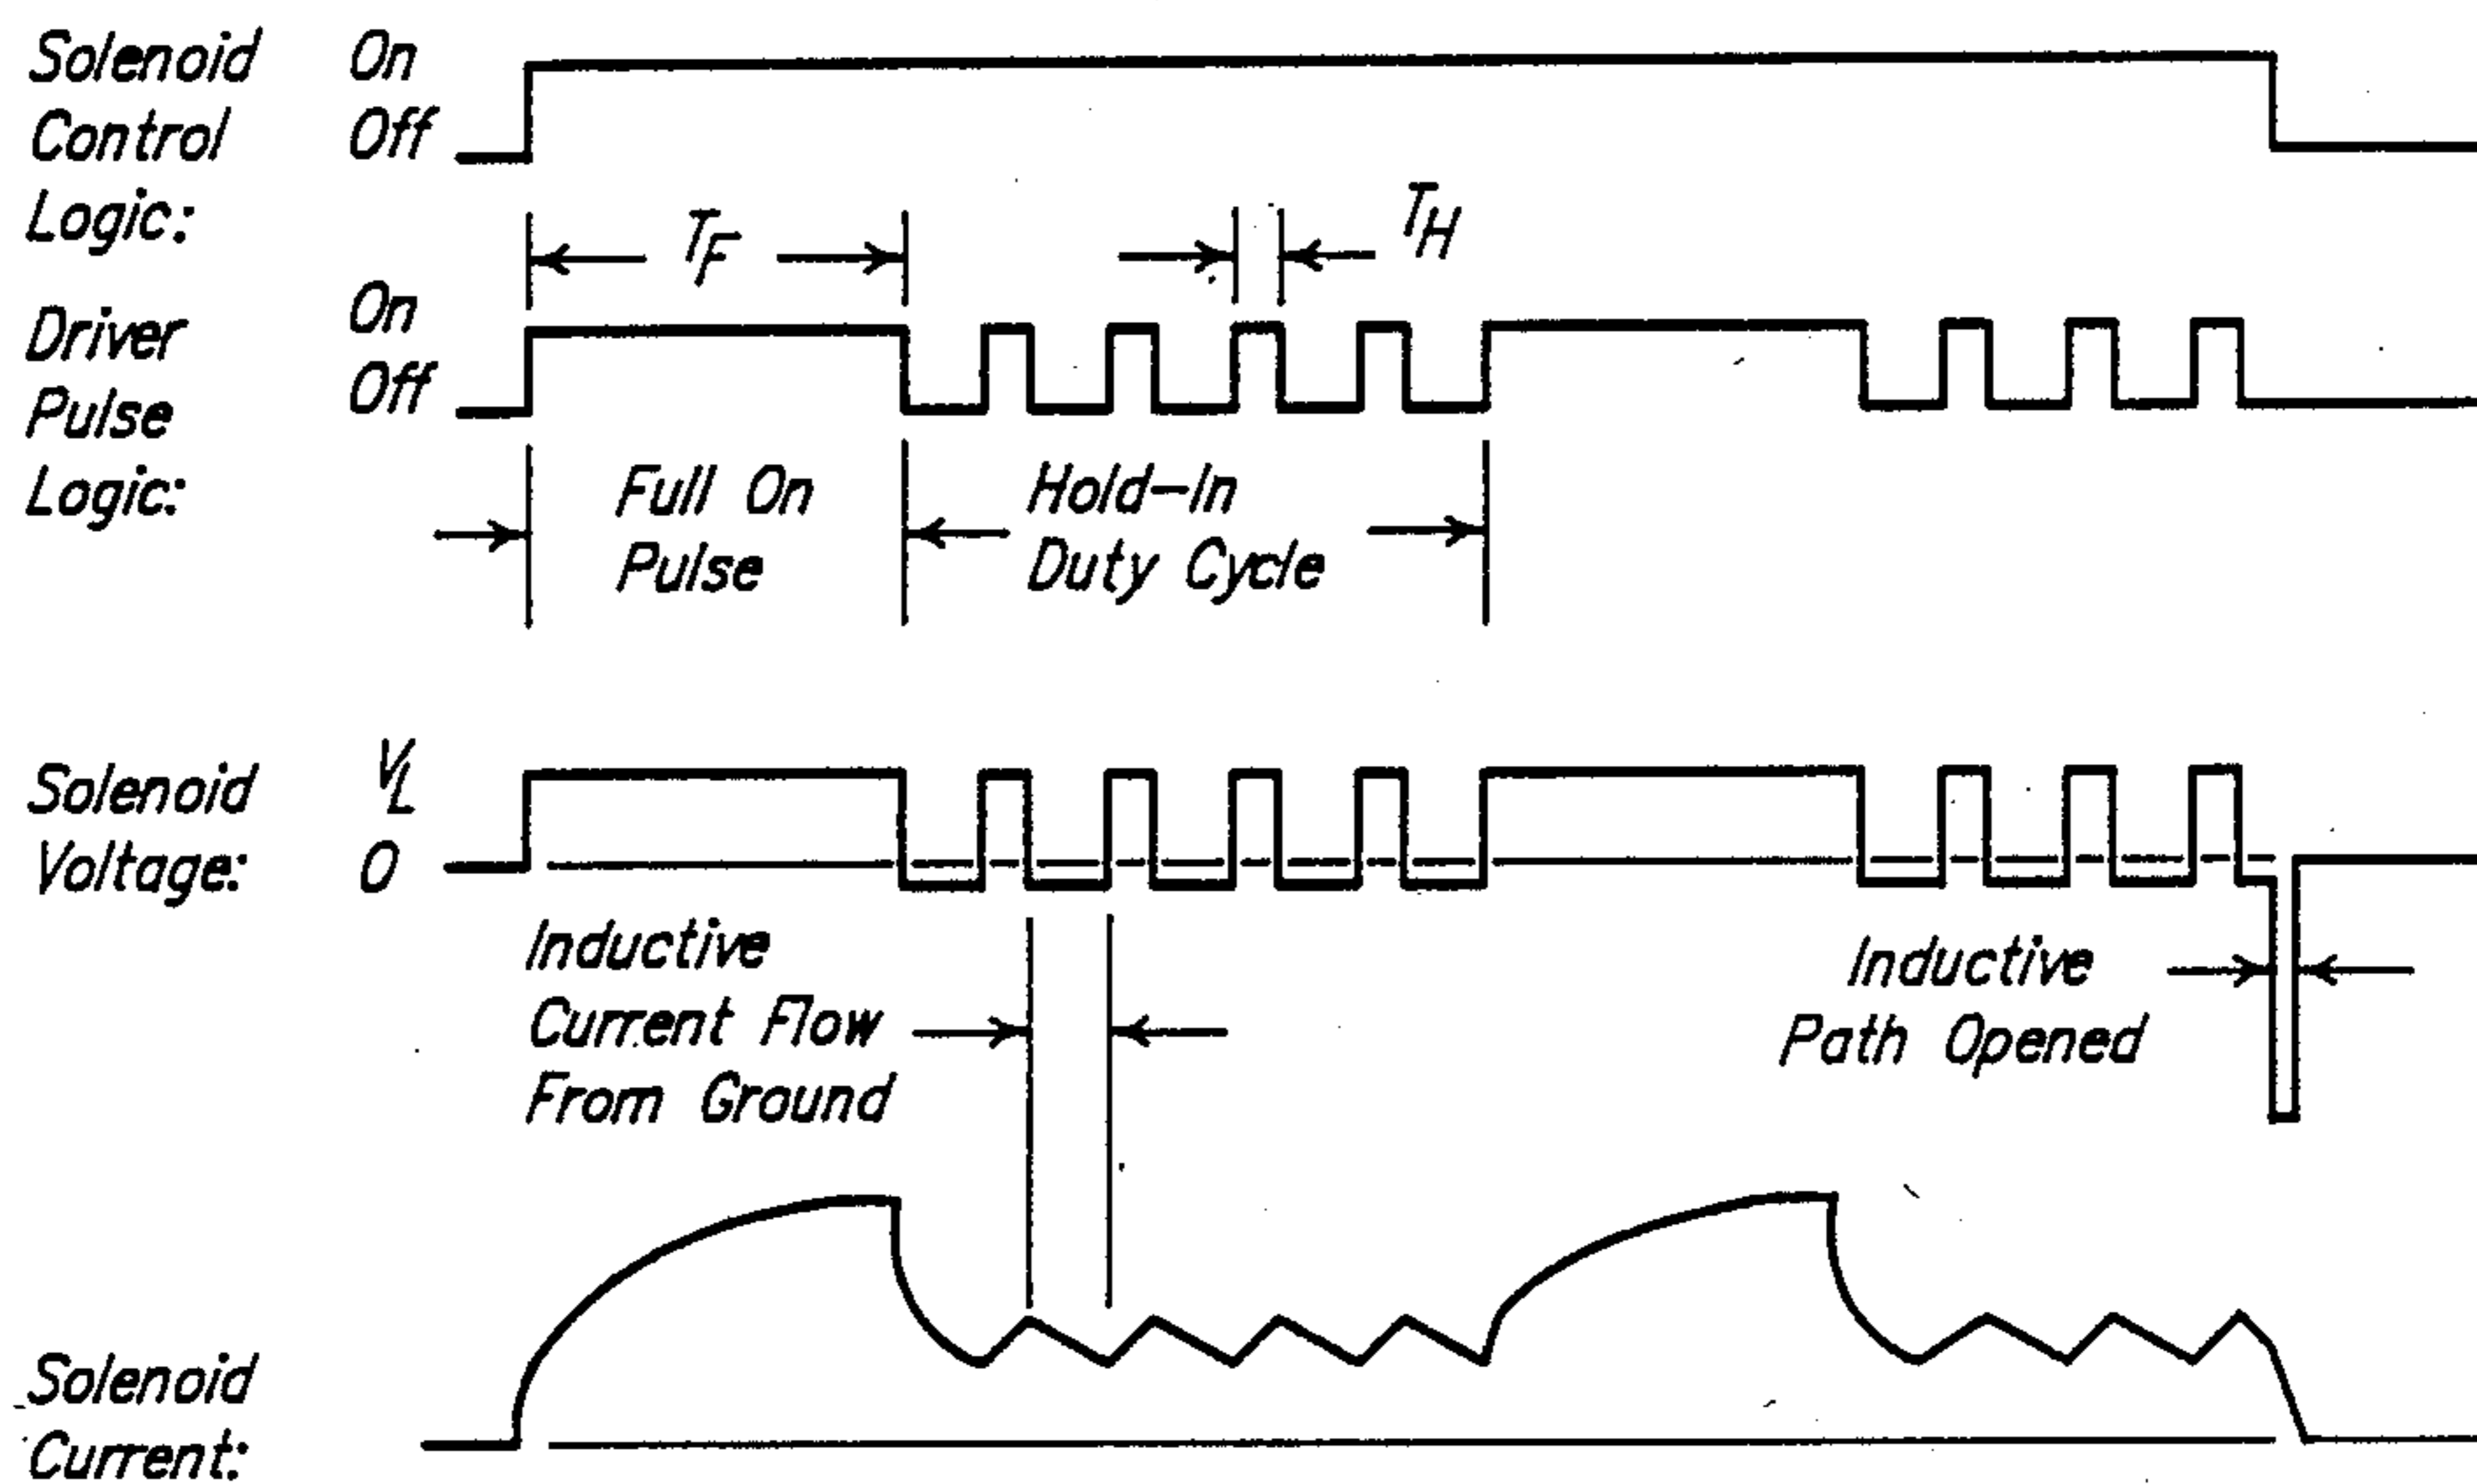 Solenoid
Control
Logic:
On
Off
T_F
T_H
Driver
Pulse
Logic:
On
Off
Full On
Pulse
Hold-In
Duty Cycle
Solenoid
Voltage:
V_L
0
Inductive
Current Flow
From Ground
Inductive
Path Opened
Solenoid
Current: